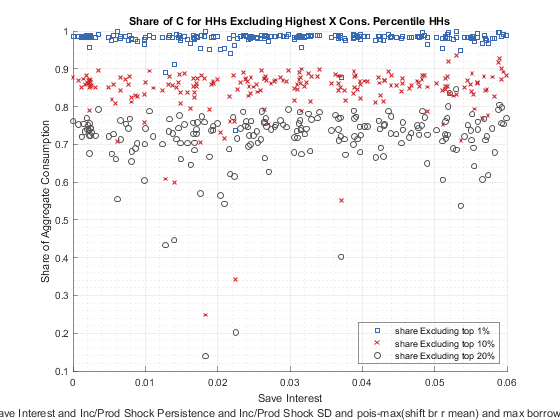 Share of C for HHs Excluding Highest X Cons. Percentile HHs
Share of Aggregate Consumption
1
0.9
0.8
0.7
0.6
0.5
0.4
0.3
0.2
0.1
0
0.01
0.02
0.03
0.04
0.05
0.06
share Excluding top 1%
share Excluding top 10%
share Excluding top 20%
Save Interest
ave Interest and Inc/Prod Shock Persistence and Inc/Prod Shock SD and pois-max(shift br r mean) and max borrow